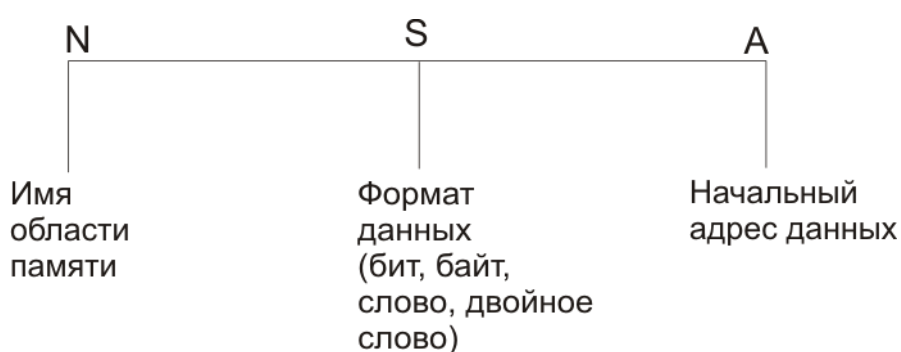 N S A
Имя
области
памяти
Формат
данных
(бит, байт,
слово, двойное
слово)
Начальный
адрес данных